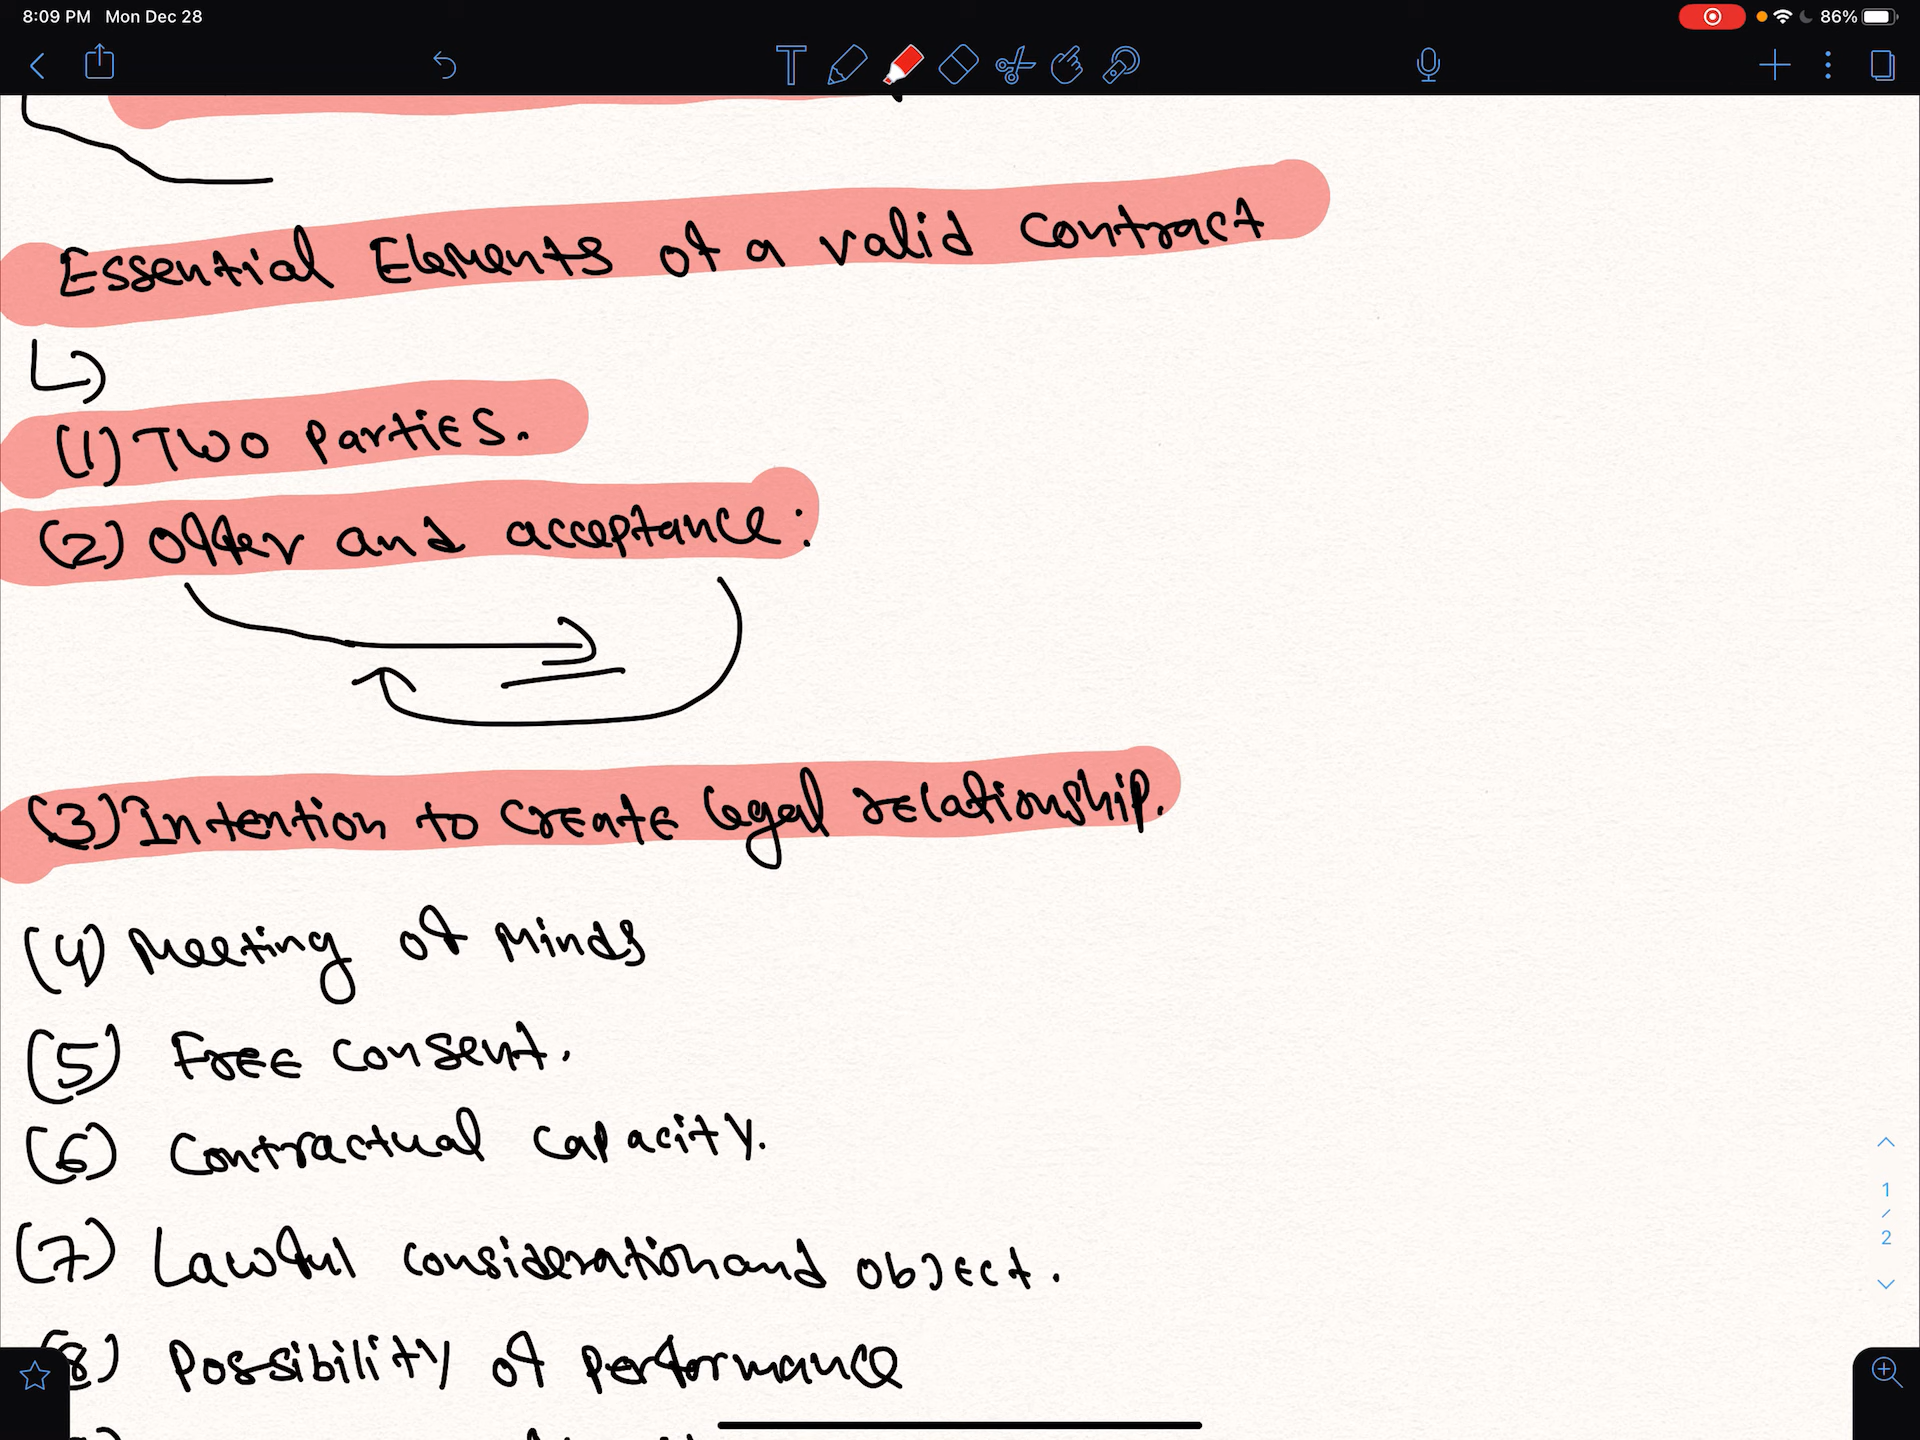 8:09 PM Mon Dec 28
86%
Essential Elements of a valid contract
(1) Two parties.
(2) Offer and acceptance:
(3) Intention to create legal relationship.
(4) Meeting of Minds
(5) Free consent.
(6) Contractual capacity.
(7) Lawful consideration and object.
(8) Possibility of performance
1
/
2